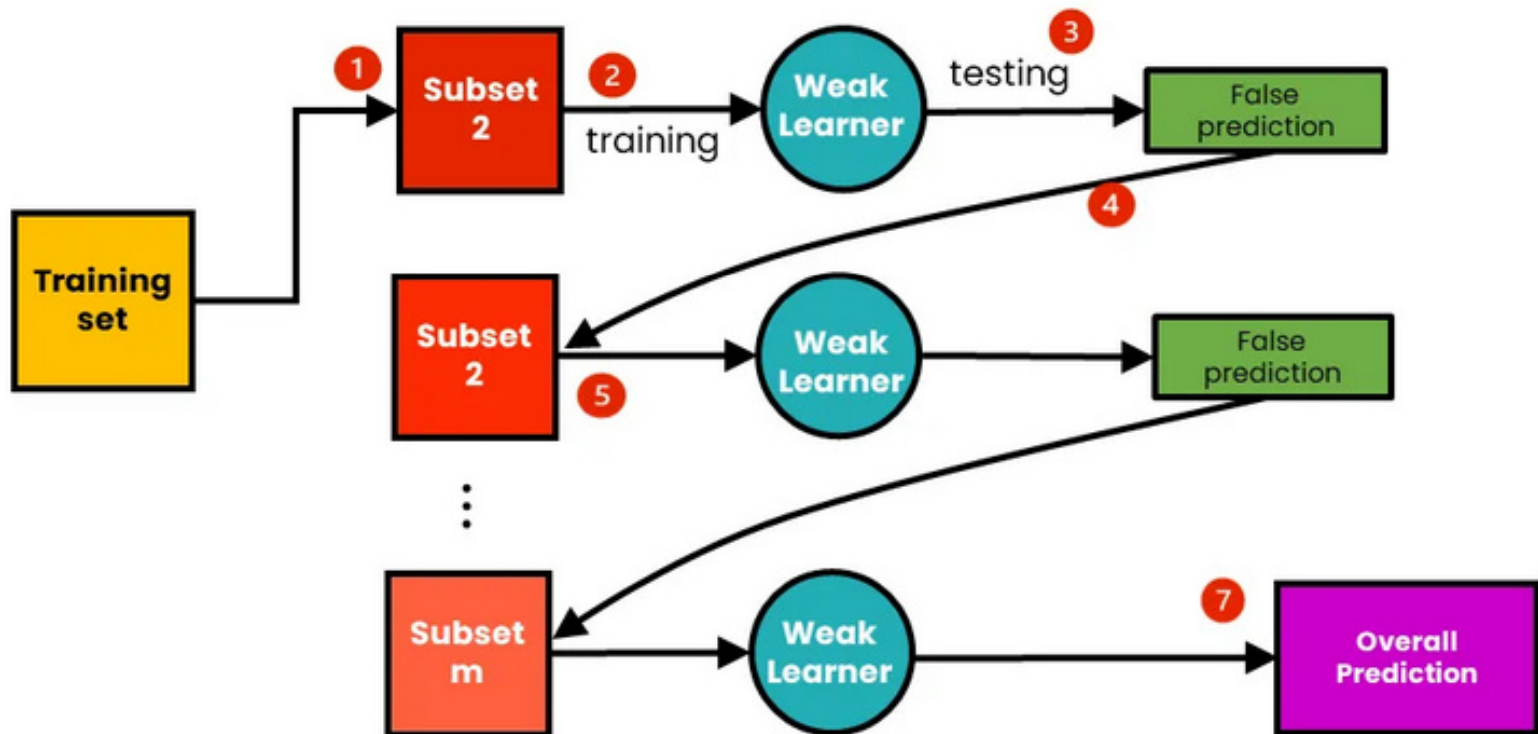 1
Subset
2
2
training
Weak
Learner
3
testing
False
prediction
4
Training
set
Subset
2
5
Weak
Learner
False
prediction
Subset
m
Weak
Learner
7
Overall
Prediction